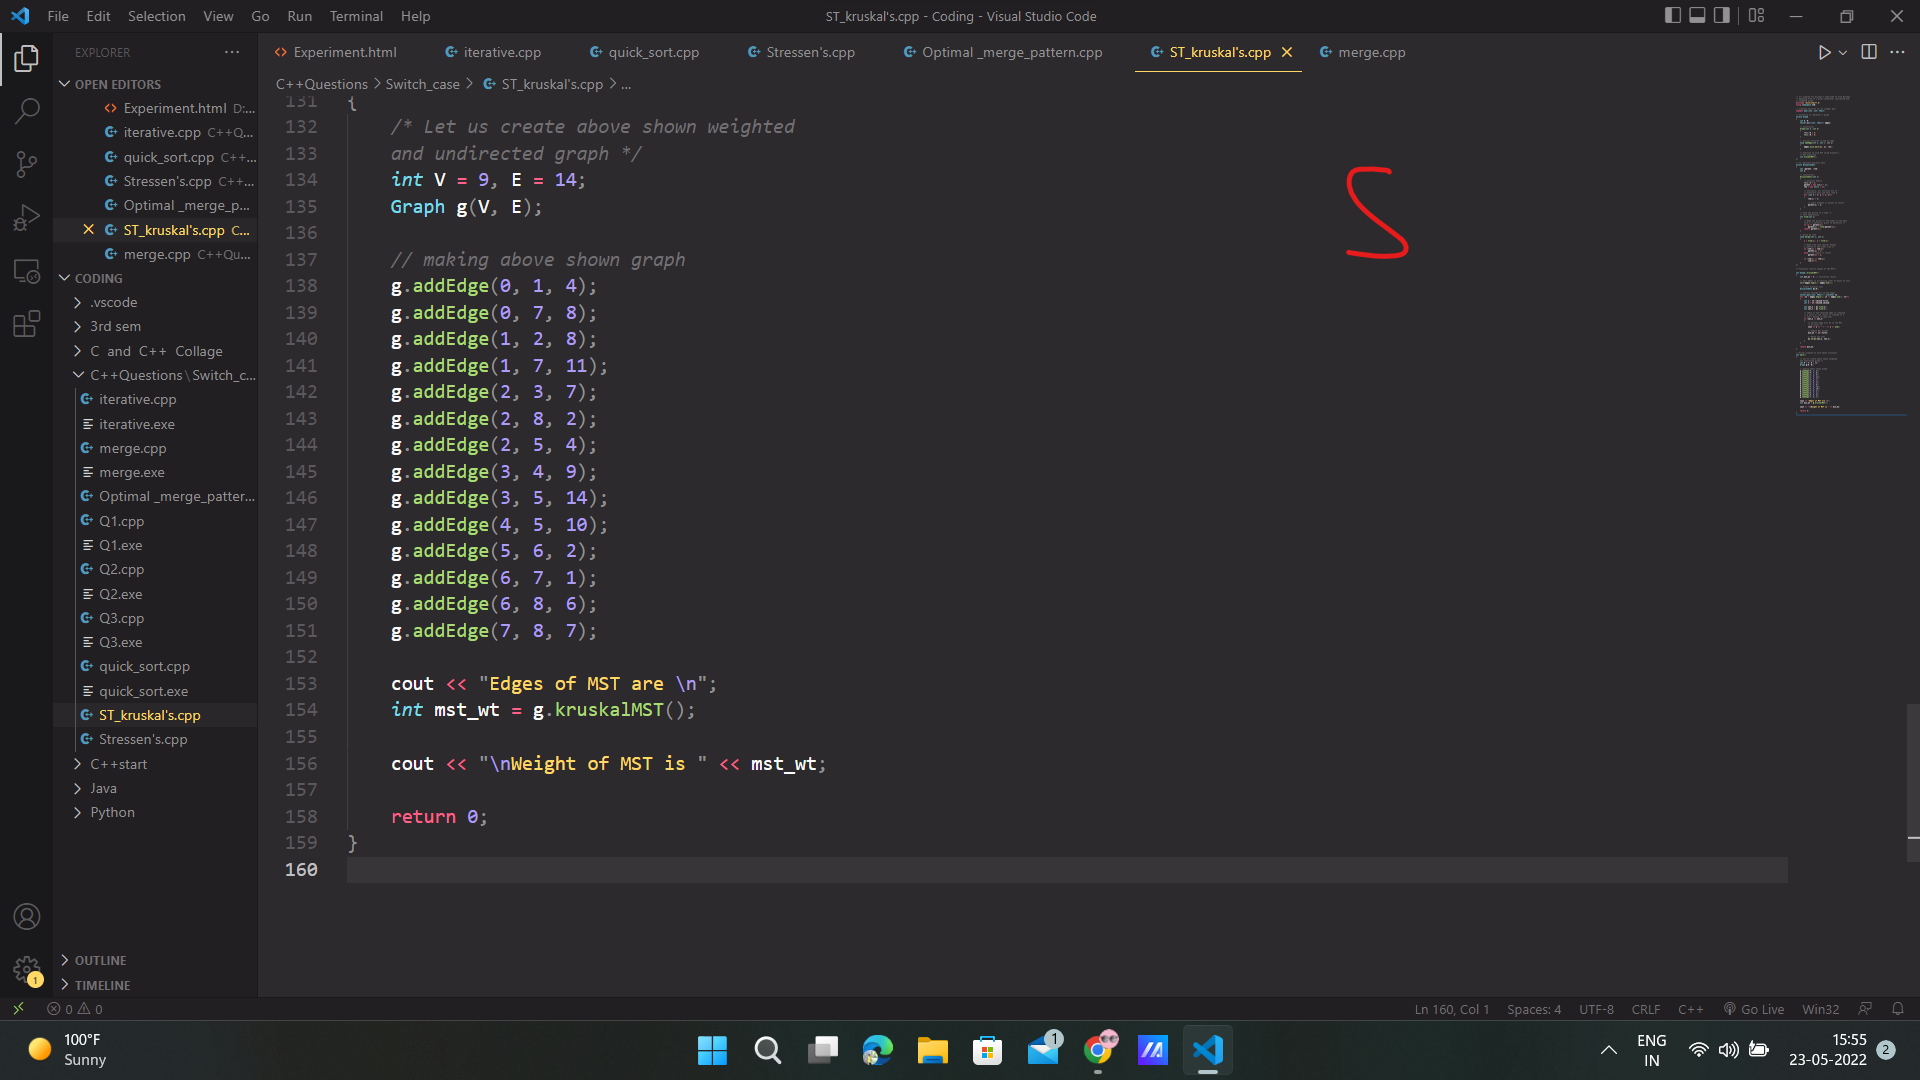 File Edit Selection View Go Run Terminal Help
ST_kruskal's.cpp - Coding - Visual Studio Code
EXPLORER
Experiment.html iterative.cpp quick_sort.cpp Stressen's.cpp Optimal _merge_pattern.cpp ST_kruskal's.cpp merge.cpp
C++Questions > Switch_case > ST_kruskal's.cpp > ...
OPEN EDITORS
Experiment.html D:...
iterative.cpp C++Q...
quick_sort.cpp C++...
Stressen's.cpp C++...
Optimal _merge_p...
ST_kruskal's.cpp C...
merge.cpp C++Qu...
CODING
.vscode
3rd sem
C and C++ Collage
C++Questions\Switch_c...
iterative.cpp
iterative.exe
merge.cpp
merge.exe
Optimal _merge_patter...
Q1.cpp
Q1.exe
Q2.cpp
Q2.exe
Q3.cpp
Q3.exe
quick_sort.cpp
quick_sort.exe
ST_kruskal's.cpp
Stressen's.cpp
C++start
Java
Python
OUTLINE
TIMELINE
131 {
132 /* Let us create above shown weighted
133 and undirected graph */
134 int V = 9, E = 14;
135 Graph g(V, E);
136
137 // making above shown graph
138 g.addEdge(0, 1, 4);
139 g.addEdge(0, 7, 8);
140 g.addEdge(1, 2, 8);
141 g.addEdge(1, 7, 11);
142 g.addEdge(2, 3, 7);
143 g.addEdge(2, 8, 2);
144 g.addEdge(2, 5, 4);
145 g.addEdge(3, 4, 9);
146 g.addEdge(3, 5, 14);
147 g.addEdge(4, 5, 10);
148 g.addEdge(5, 6, 2);
149 g.addEdge(6, 7, 1);
150 g.addEdge(6, 8, 6);
151 g.addEdge(7, 8, 7);
152
153 cout << "Edges of MST are \n";
154 int mst_wt = g.kruskalMST();
155
156 cout << "\nWeight of MST is " << mst_wt;
157
158 return 0;
159 }
160
S
1
0 0
Ln 160, Col 1 Spaces: 4 UTF-8 CRLF C++ Go Live Win32
100°F
Sunny
1
ENG
IN
15:55
23-05-2022
2